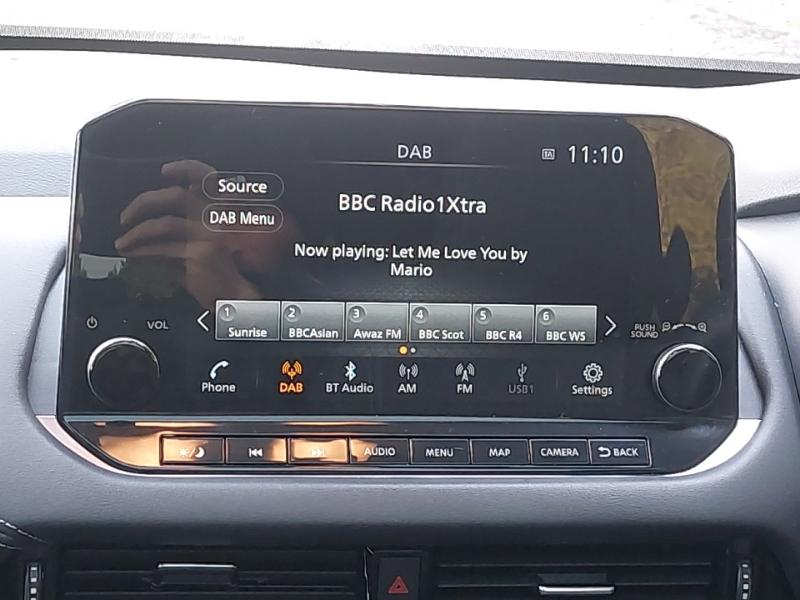 DAB
TA 11:10
Source
BBC Radio1Xtra
DAB Menu
Now playing: Let Me Love You by
Mario
VOL
1 Sunrise
2 BBCAsian
3 Awaz FM
4 BBC Scot
5 BBC R4
6 BBC WS
PUSH
SOUND
Phone
DAB
BT Audio
AM
FM
USB1
Settings
AUDIO
MENU
MAP
CAMERA
BACK